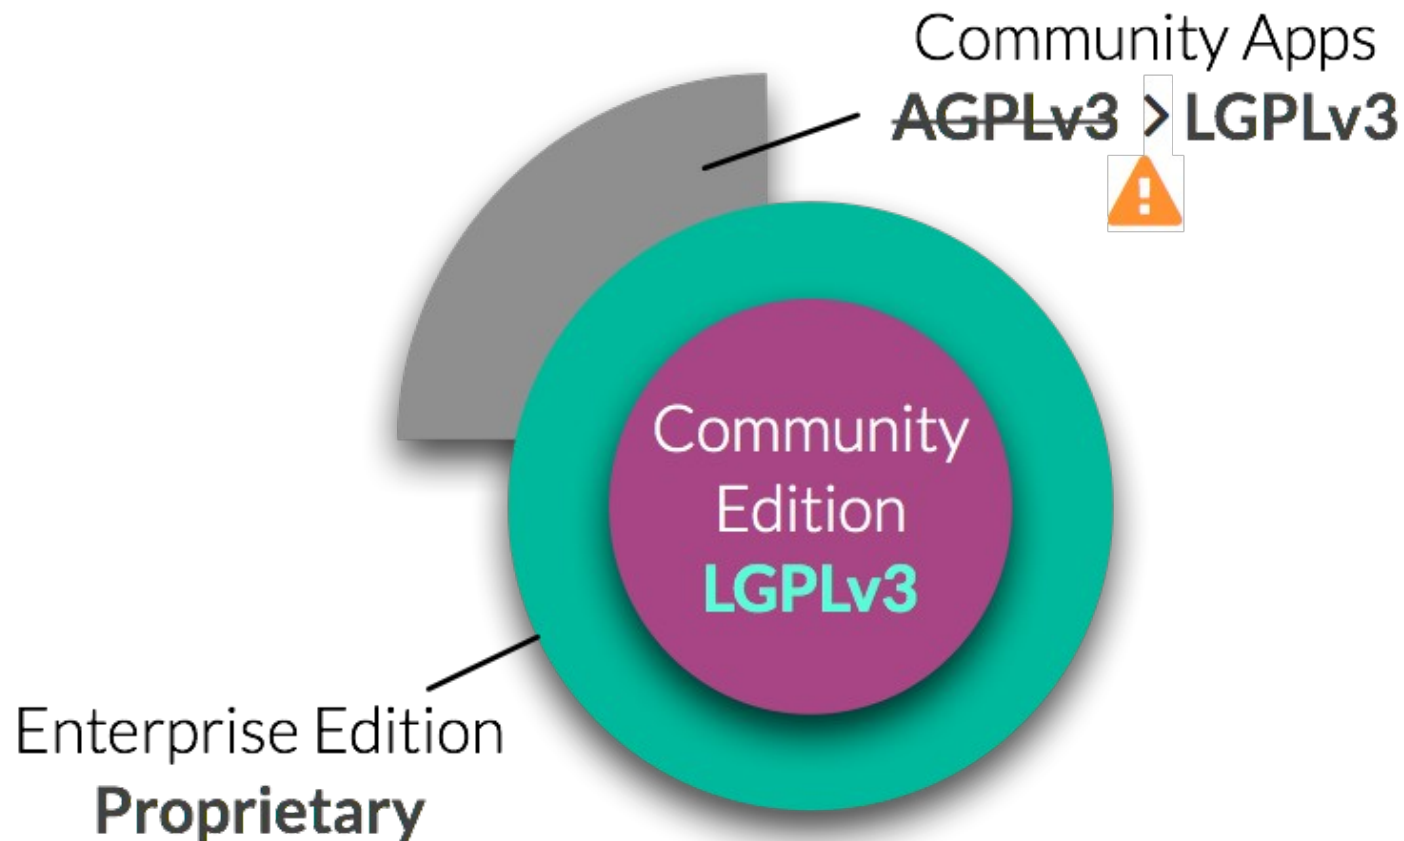 Community Apps
AGPLv3 > LGPLv3
!
Community
Edition
LGPLv3
Enterprise Edition
Proprietary